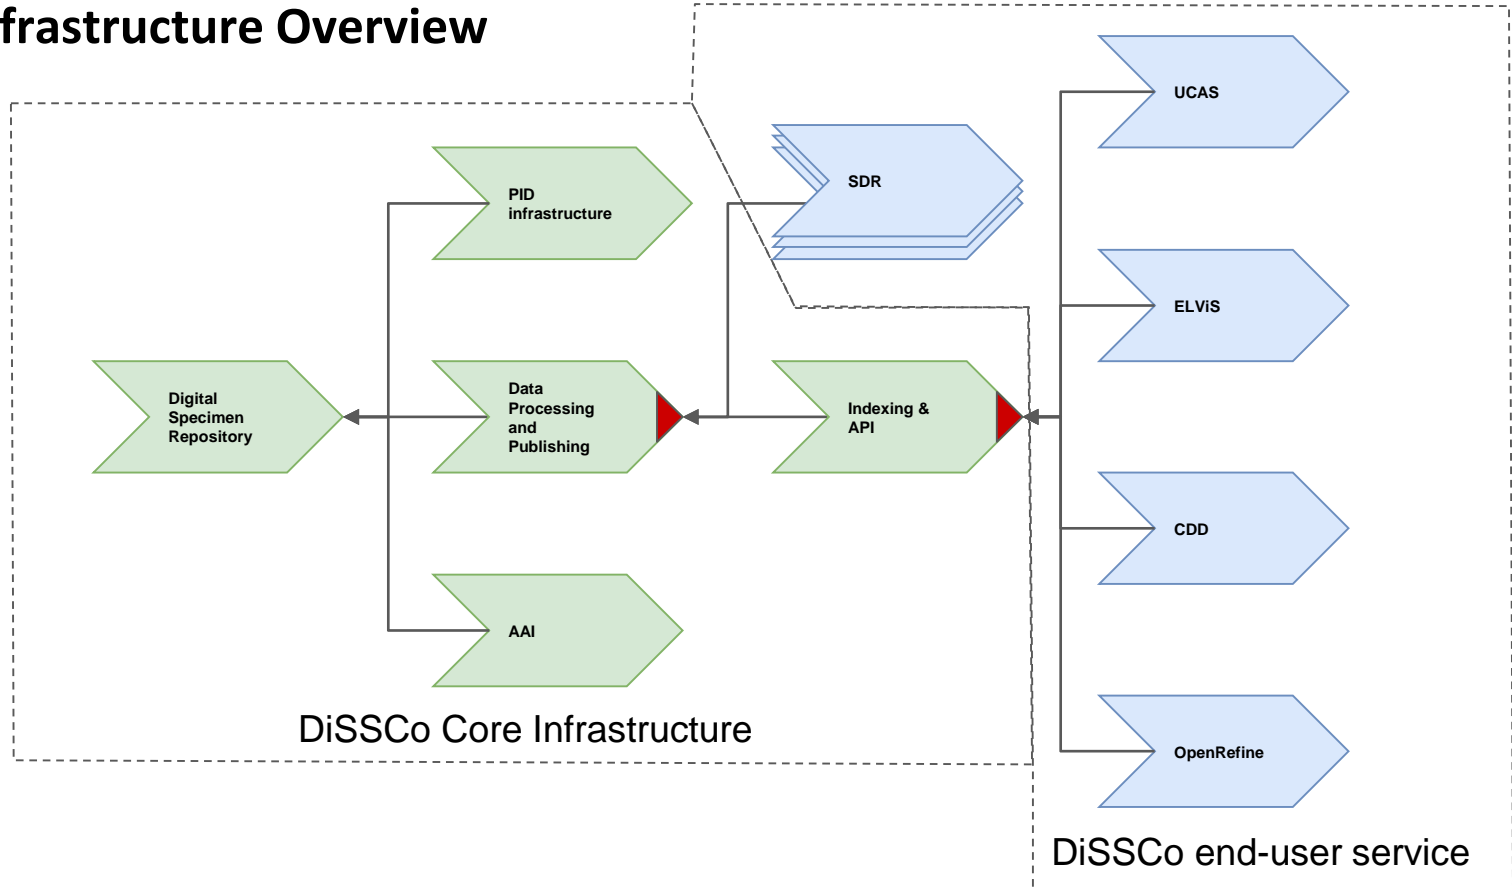 frastructure Overview
UCAS
SDR
PID
infrastructure
ELViS
Digital
Specimen
Repository
Data
Processing
and
Publishing
Indexing &
API
CDD
AAI
DiSSCo Core Infrastructure
OpenRefine
DiSSCo end-user service